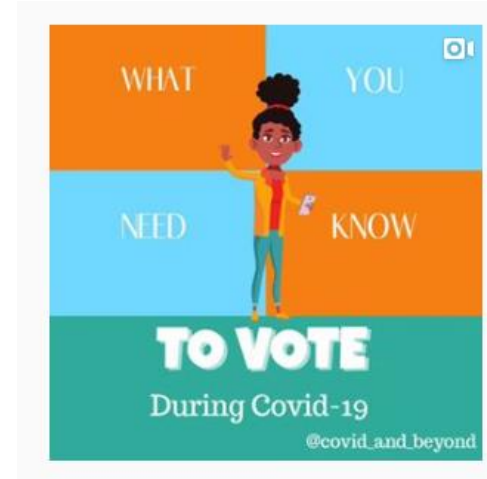 WHAT YOU
NEED KNOW
TO VOTE
During Covid-19
@covid_and_beyond